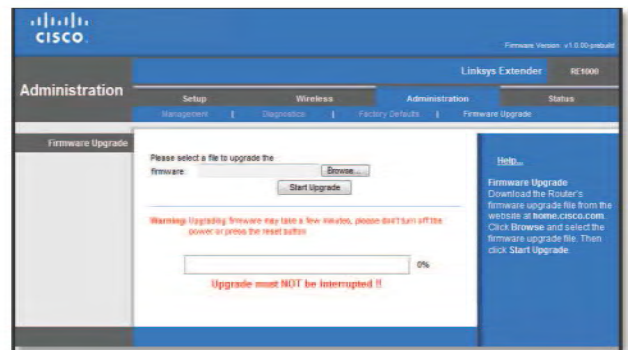 CISCO
Firmware Version v1.0.00-prebuild
Linksys Extender RE1000
Administration
Setup Wireless Administration Status
Management | Diagnostics | Factory Defaults | Firmware Upgrade
Firmware Upgrade
Please select a file to upgrade the
firmware: Browse...
Start Upgrade
Warning: Upgrading firmware may take a few minutes, please don't turn off the
power or press the reset button
0%
Upgrade must NOT be interrupted !!
Help...
Firmware Upgrade
Download the Router's
firmware upgrade file from the
website at home.cisco.com.
Click Browse and select the
firmware upgrade file. Then
click Start Upgrade.